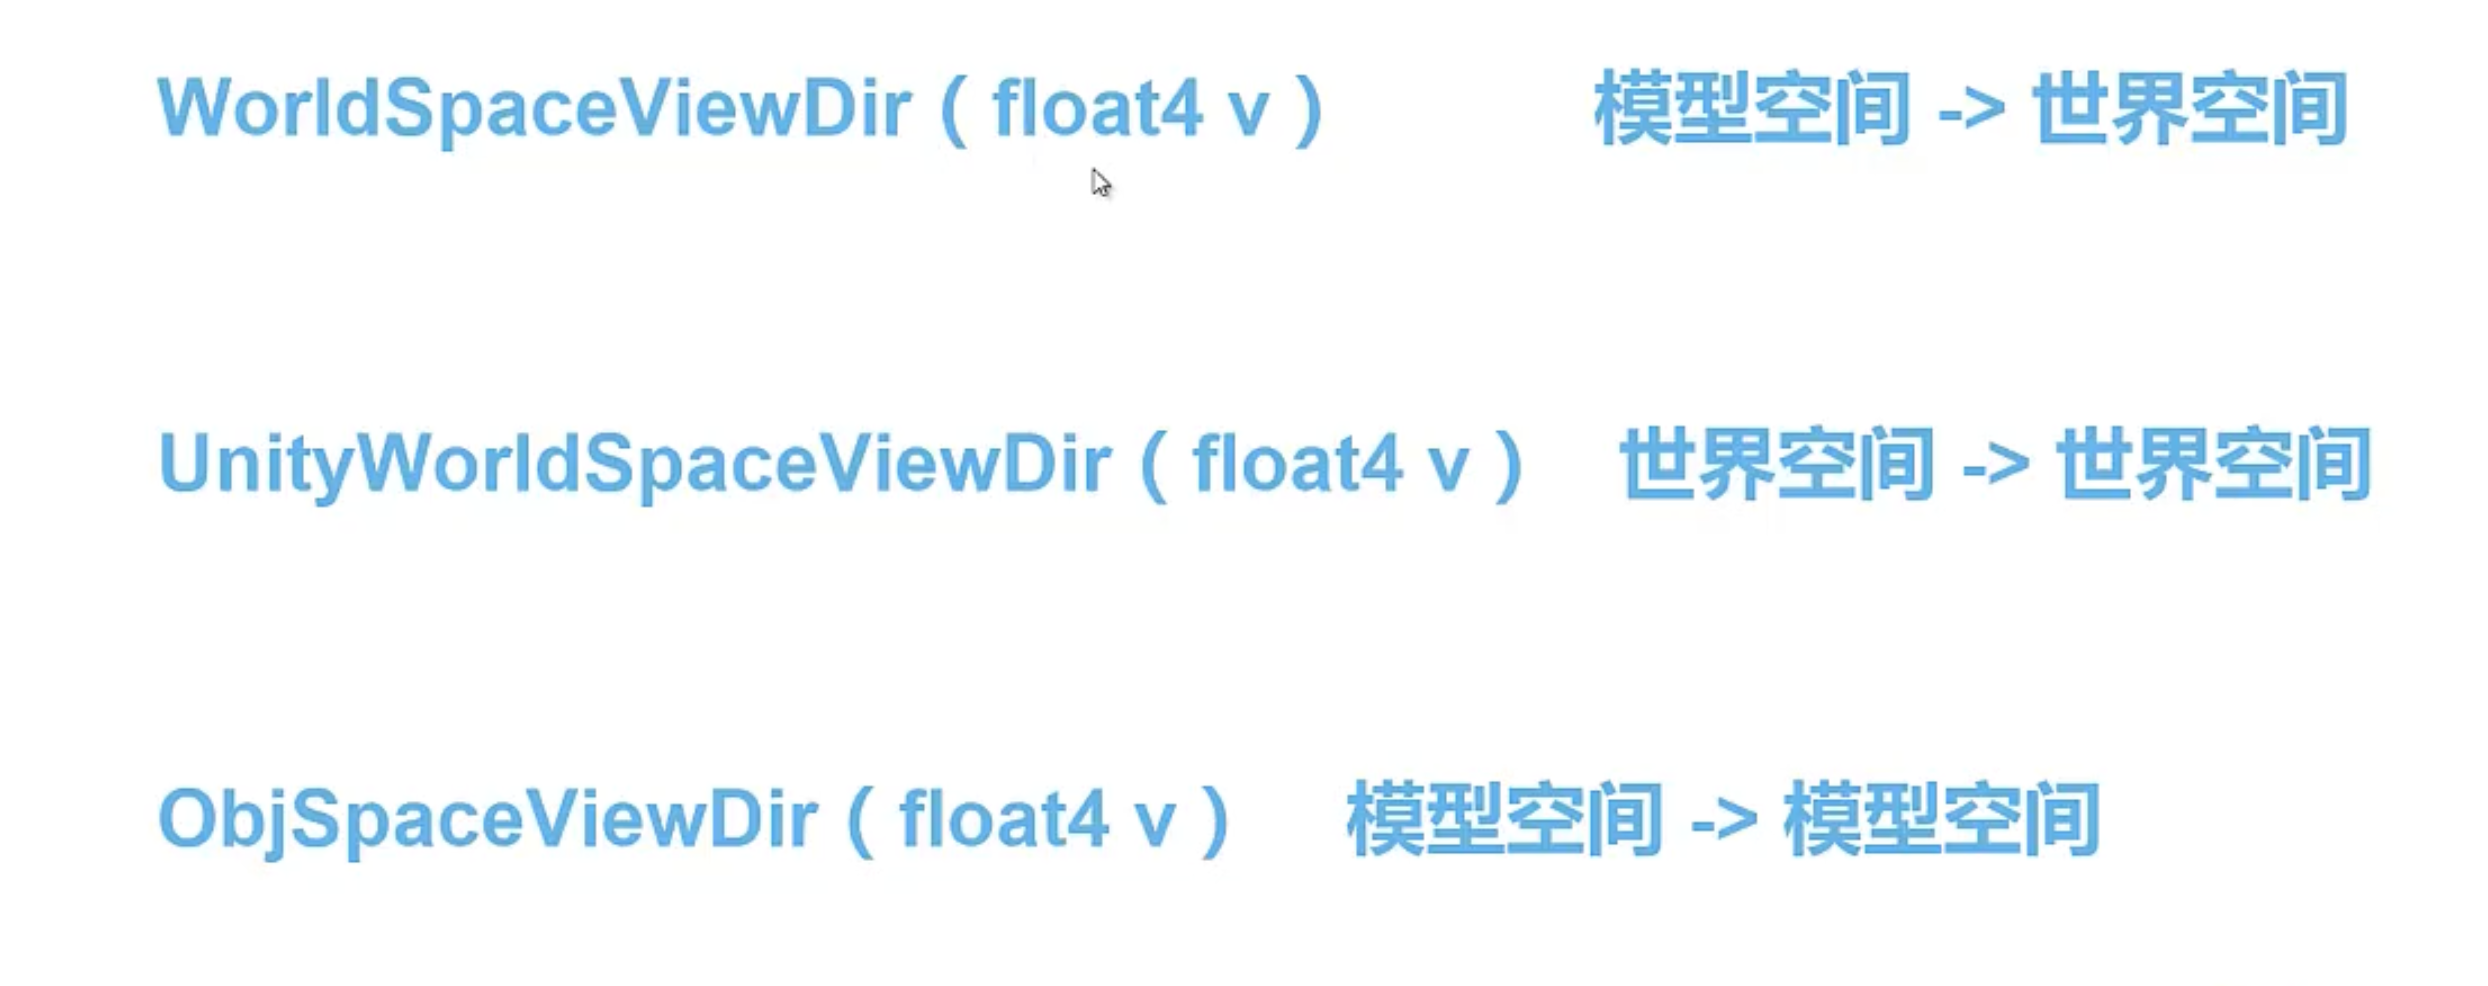 WorldSpaceViewDir ( float4 v ) 模型空间 -> 世界空间
UnityWorldSpaceViewDir ( float4 v ) 世界空间 -> 世界空间
ObjSpaceViewDir ( float4 v ) 模型空间 -> 模型空间